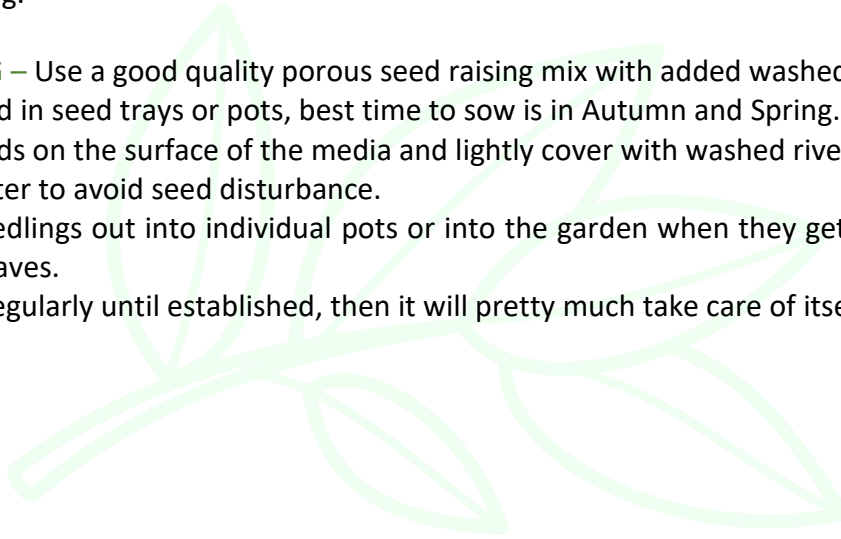 g.
G – Use a good quality porous seed raising mix with added washed
d in seed trays or pots, best time to sow is in Autumn and Spring.
ds on the surface of the media and lightly cover with washed rive
ter to avoid seed disturbance.
edlings out into individual pots or into the garden when they get
aves.
egularly until established, then it will pretty much take care of itse